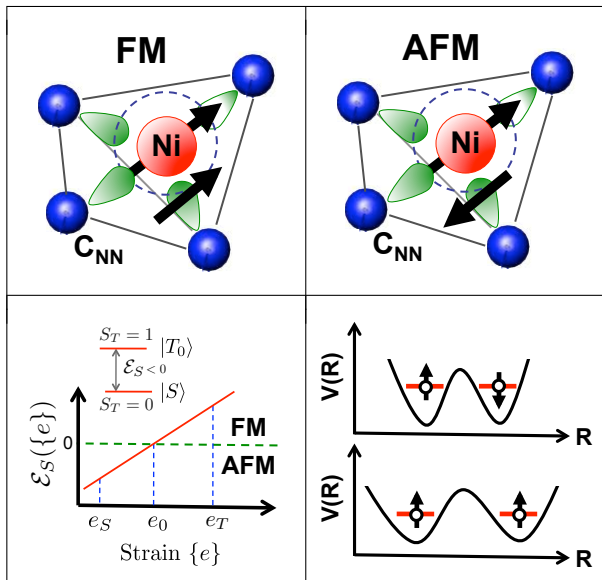 FM
Ni
C_NN
AFM
Ni
C_NN
S_T = 1
|T_0⟩
ℰ_{S<0}
|S⟩
S_T = 0
ℰ_S({e})
0
FM
AFM
e_S
e_0
e_T
Strain {e}
V(R)
R
V(R)
R